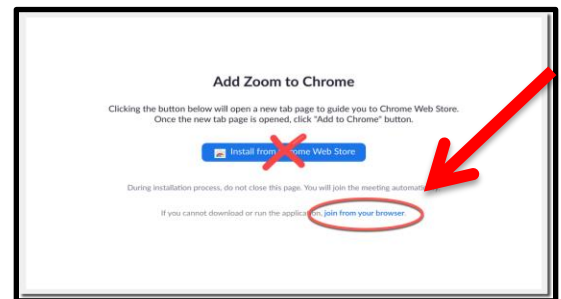 Add Zoom to Chrome
Clicking the button below will open a new tab page to guide you to Chrome Web Store.
Once the new tab page is opened, click "Add to Chrome" button.
Install from Chrome Web Store
During installation process, do not close this page. You will join the meeting automatically
If you cannot download or run the application, join from your browser